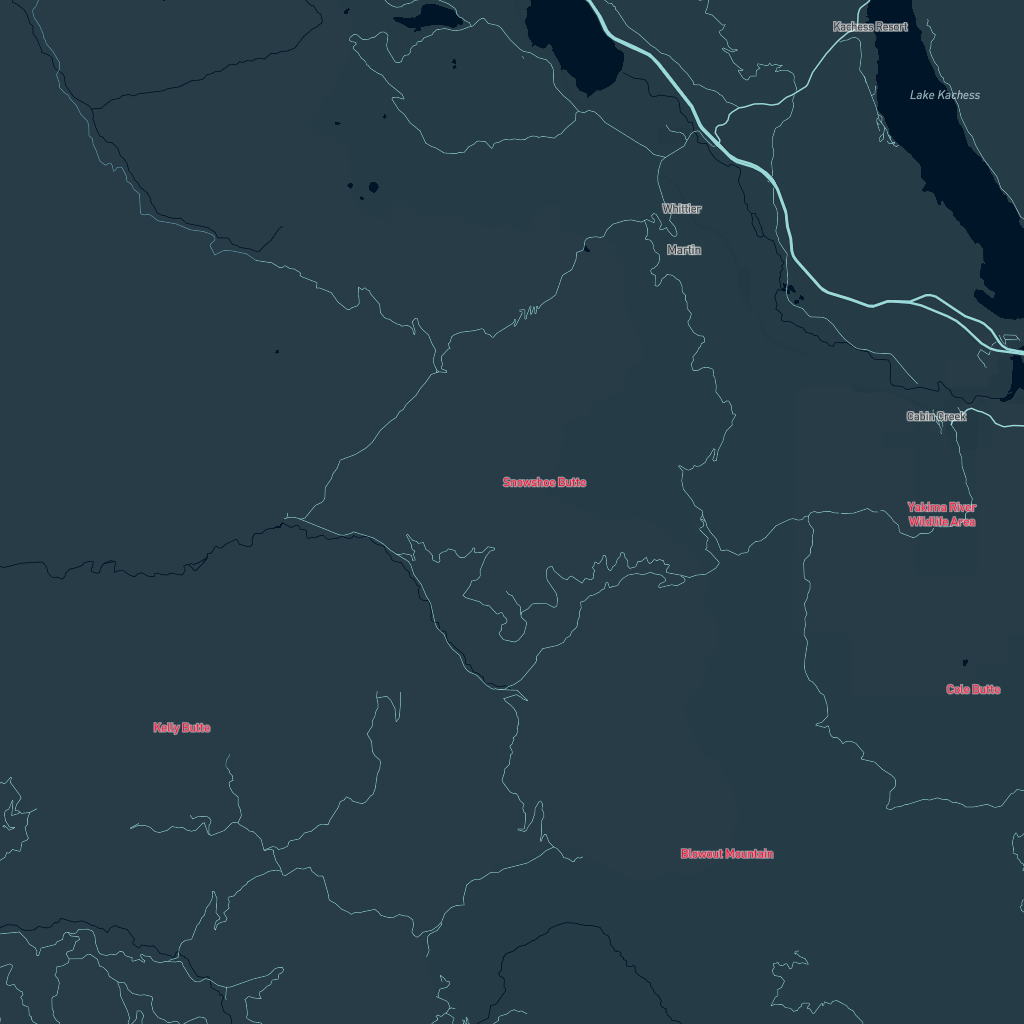 Kachess Resort
Lake Kachess
Whittier
Martin
Cabin Creek
Snowshoe Butte
Yakima River
Wildlife Area
Cole Butte
Kelly Butte
Blowout Mountain